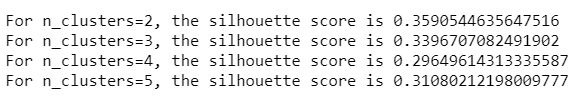 For n_clusters=2, the silhouette score is 0.3590544635647516
For n_clusters=3, the silhouette score is 0.3396707082491902
For n_clusters=4, the silhouette score is 0.29649614313335587
For n_clusters=5, the silhouette score is 0.31080212198009777